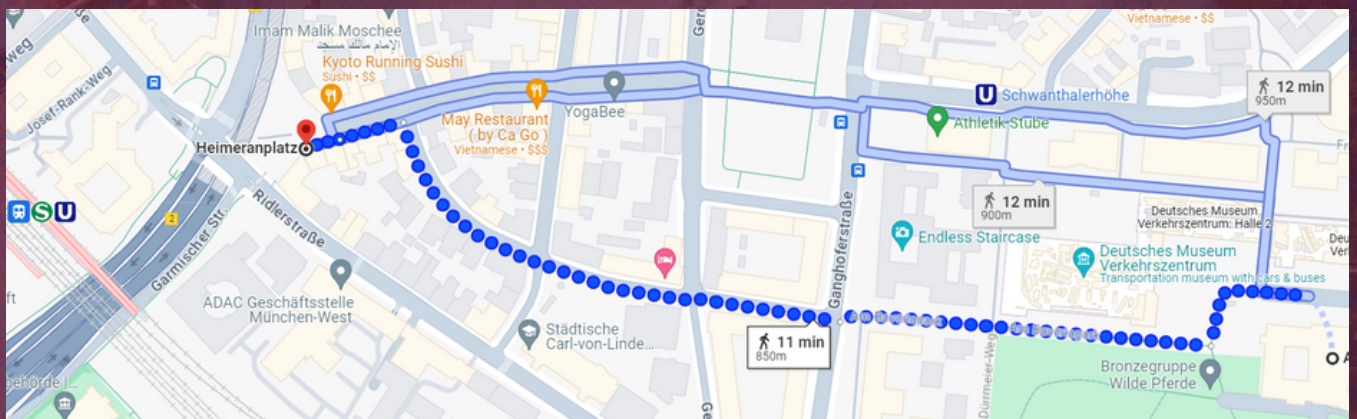 Imam Malik Moschee
الإمام مالك مسجد
Kyoto Running Sushi
Sushi • $$
Josef-Rank-Weg
Vietnamese • $$
12 min
950m
Schwanthalerhöhe
U
YogaBee
May Restaurant
( by Ca Go )
Vietnamese • $$$
Athletik Stube
Heimeranplatz
12 min
900m
Deutsches Museum
Verkehrszentrum: Halle 2
S U
2
Garmischer Str.
Ridlerstraße
Ganghoferstraße
Endless Staircase
Deutsches Museum
Verkehrszentrum
Transportation museum with cars & buses
ADAC Geschäftsstelle
München-West
Städtische
Carl-von-Linde...
11 min
850m
Bronzegruppe
Wilde Pferde
A